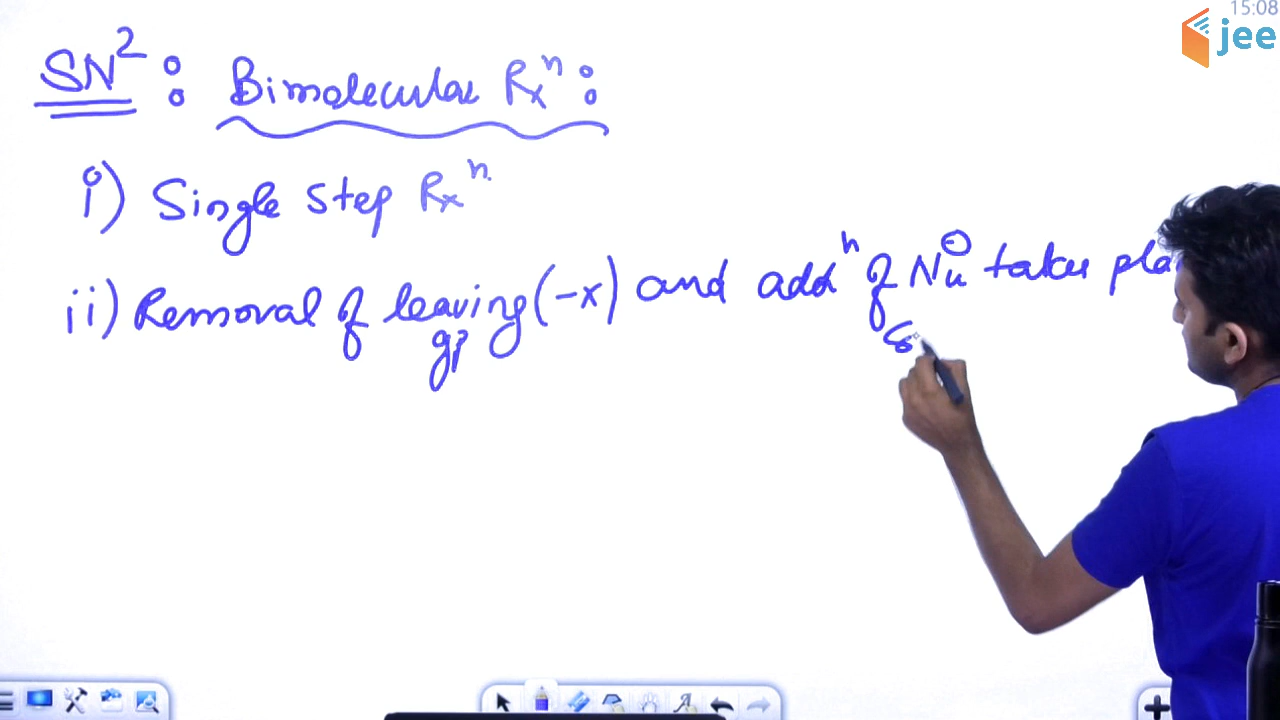 15:08
jee
SN²: Bimolecular Rxⁿ:
i) Single Step Rxⁿ
ii) Removal of leaving (-x) and addⁿ of Nu⊖ takes pla
gp